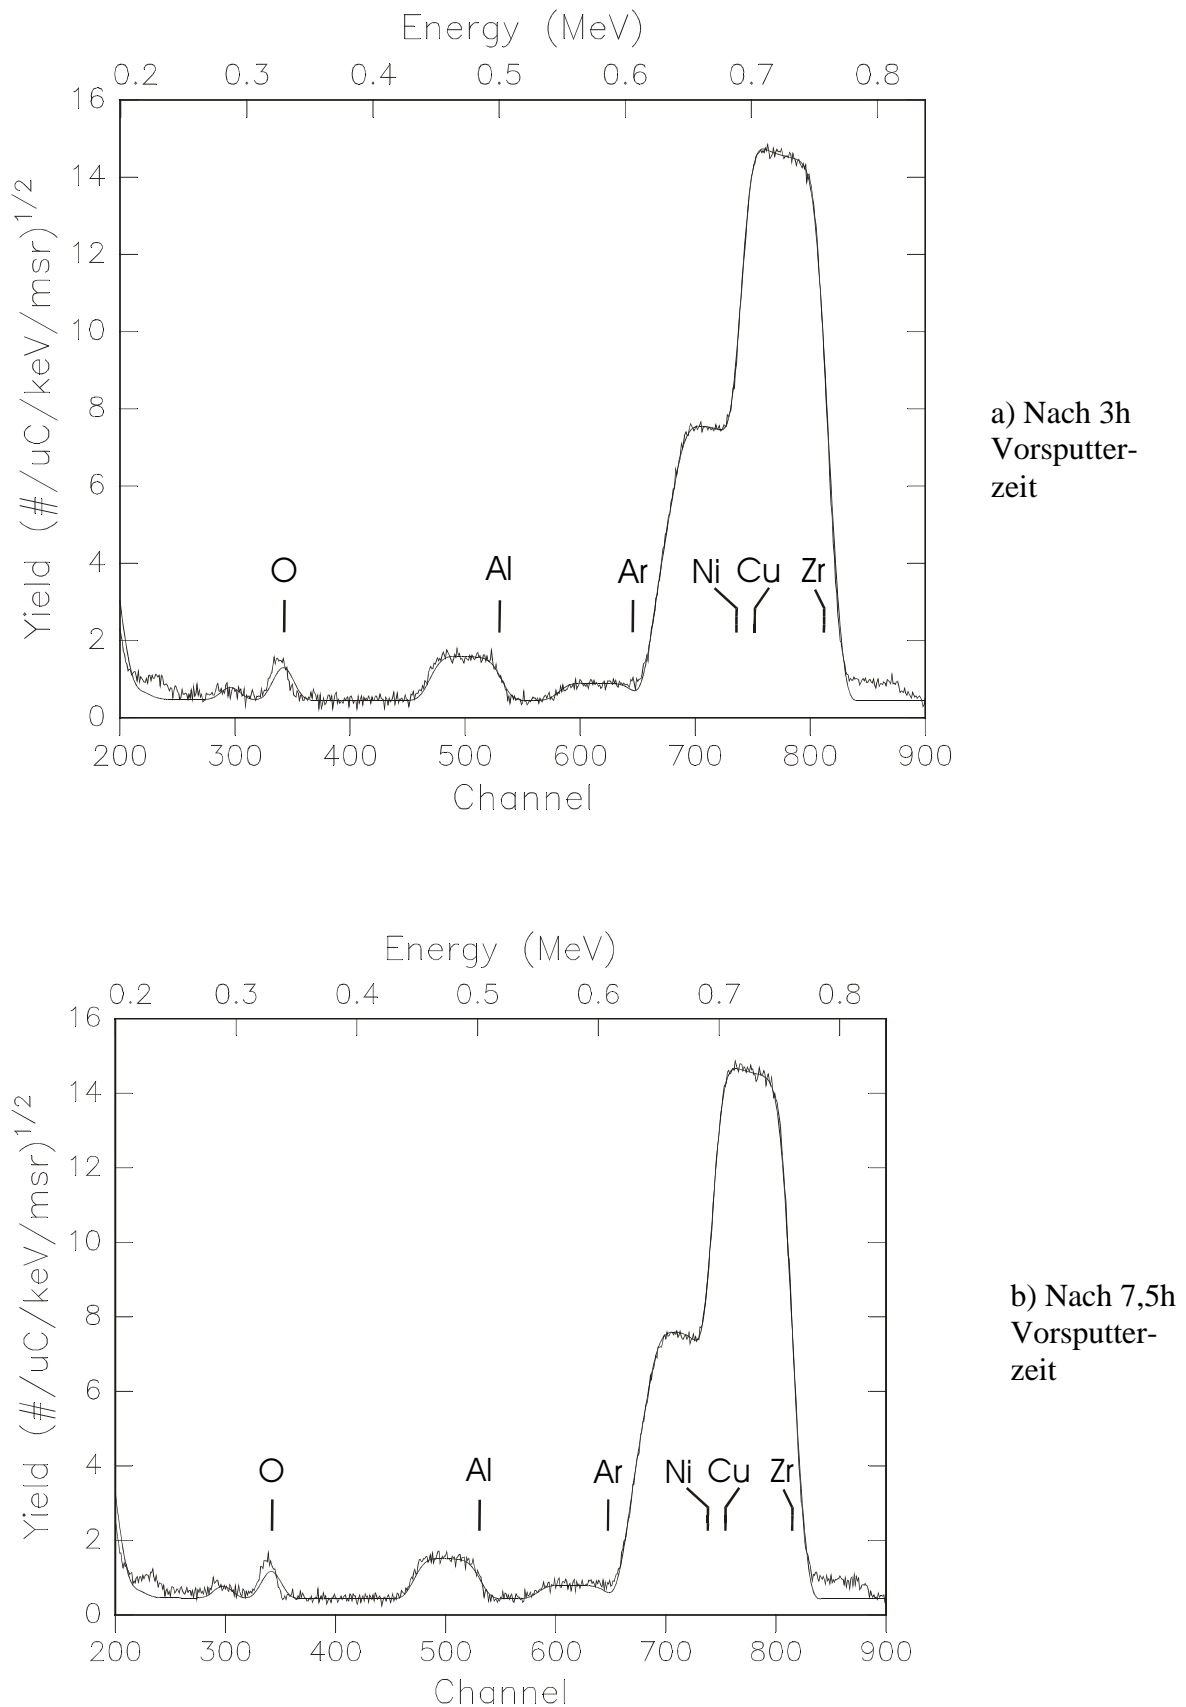 Energy (MeV)
0.2 0.3 0.4 0.5 0.6 0.7 0.8
16
14
12
10
8
6
4
2
0
Yield (#/uC/keV/msr)1/2
O Al Ar Ni Cu Zr
200 300 400 500 600 700 800 900
Channel
a) Nach 3h
Vorsputter-
zeit
Energy (MeV)
0.2 0.3 0.4 0.5 0.6 0.7 0.8
16
14
12
10
8
6
4
2
0
Yield (#/uC/keV/msr)1/2
O Al Ar Ni Cu Zr
200 300 400 500 600 700 800 900
Channel
b) Nach 7,5h
Vorsputter-
zeit